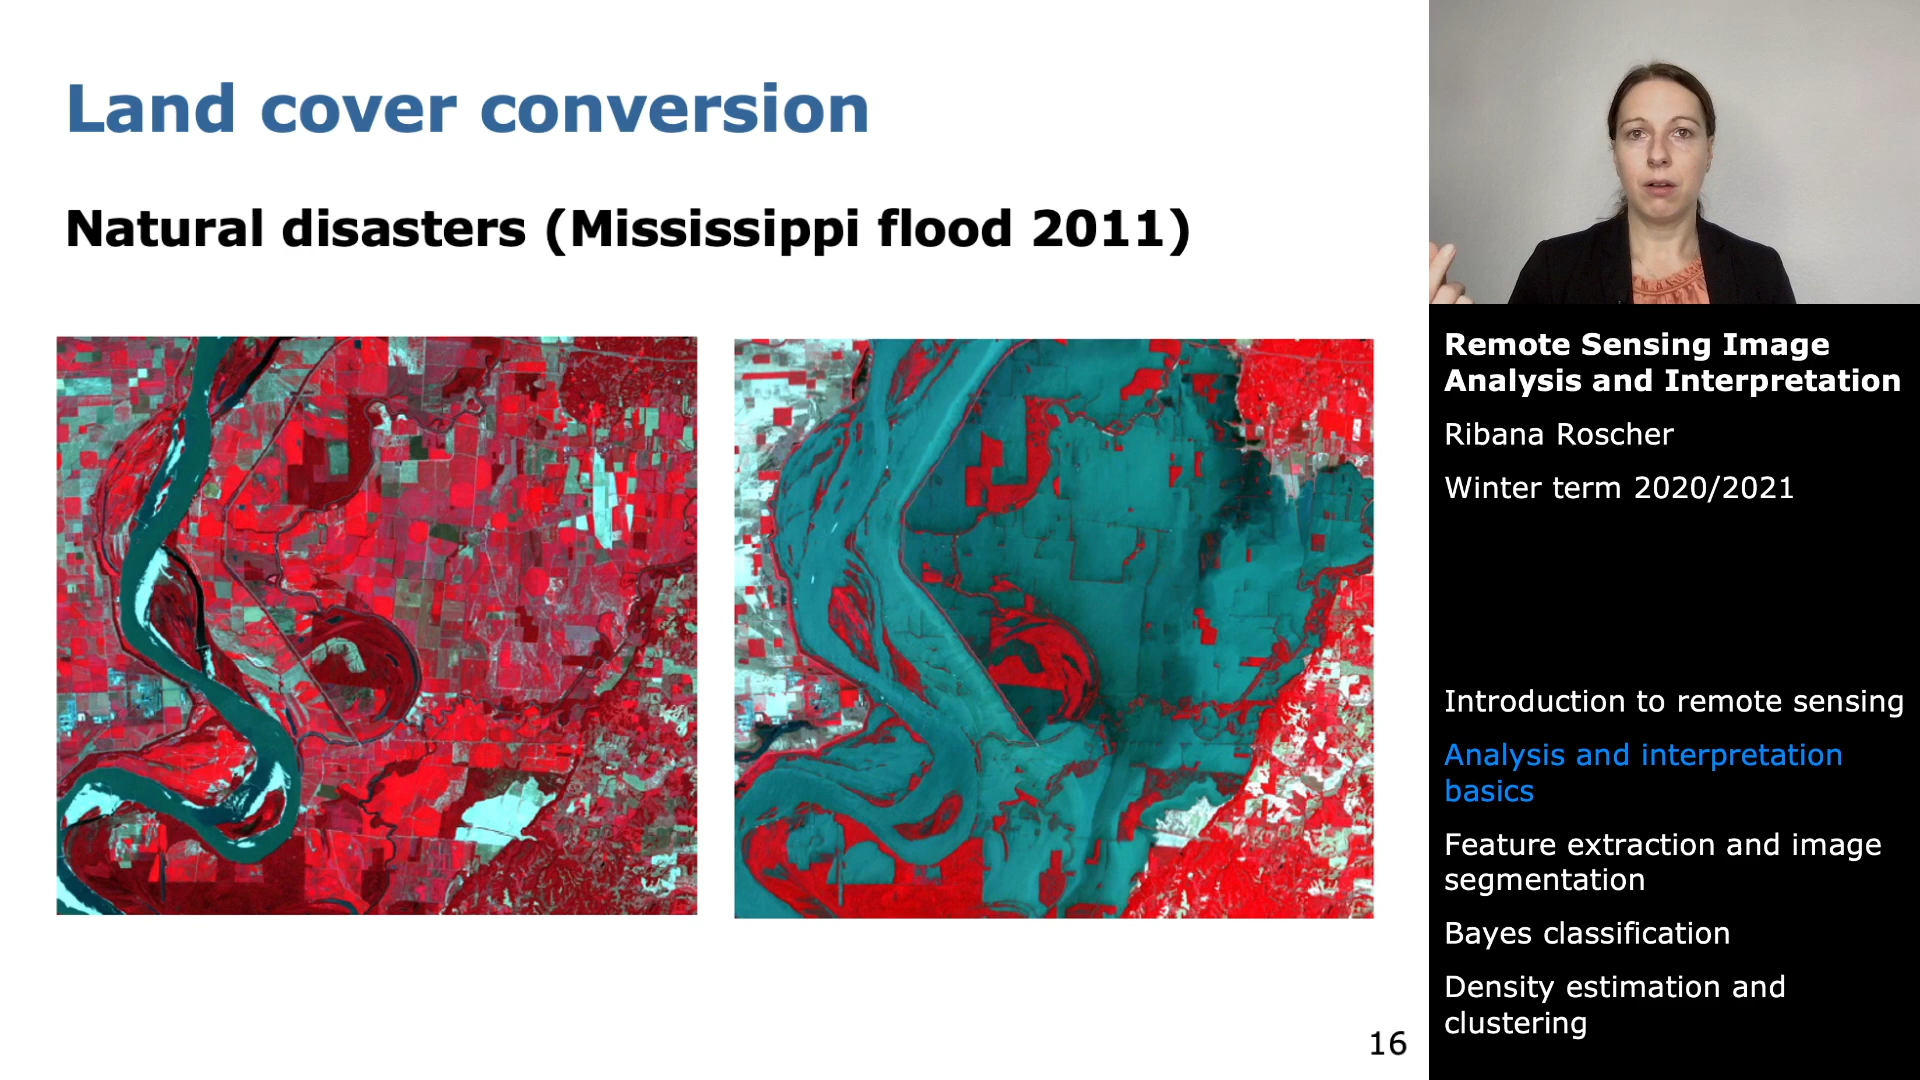 Land cover conversion
Natural disasters (Mississippi flood 2011)
16
Remote Sensing Image
Analysis and Interpretation
Ribana Roscher
Winter term 2020/2021
Introduction to remote sensing
Analysis and interpretation
basics
Feature extraction and image
segmentation
Bayes classification
Density estimation and
clustering